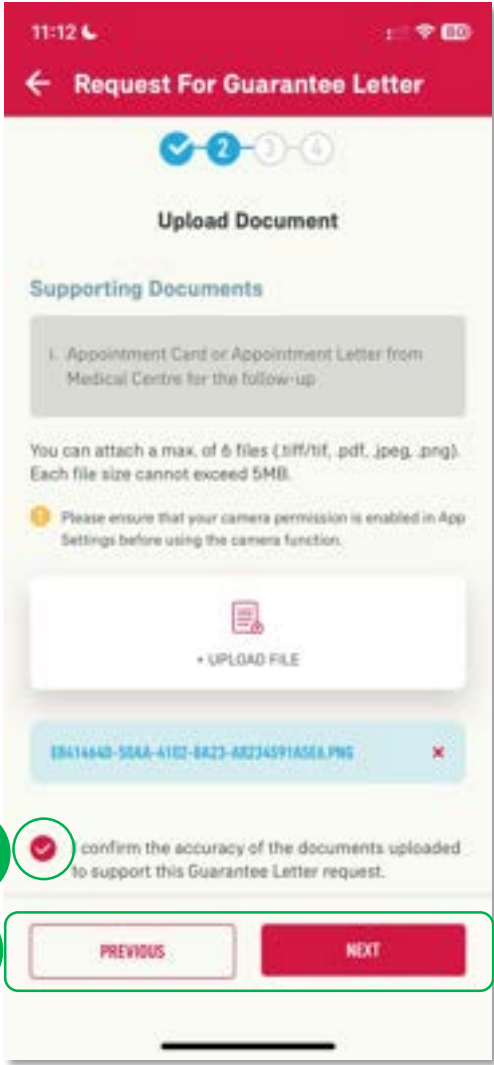 11:12
60
Request For Guarantee Letter
2 3 4
Upload Document
Supporting Documents
i. Appointment Card or Appointment Letter from
Medical Centre for the follow-up
You can attach a max. of 6 files (.tiff/tif, .pdf, .jpeg, .png).
Each file size cannot exceed 5MB.
Please ensure that your camera permission is enabled in App
Settings before using the camera function.
+ UPLOAD FILE
I confirm the accuracy of the documents uploaded
to support this Guarantee Letter request.
PREVIOUS NEXT